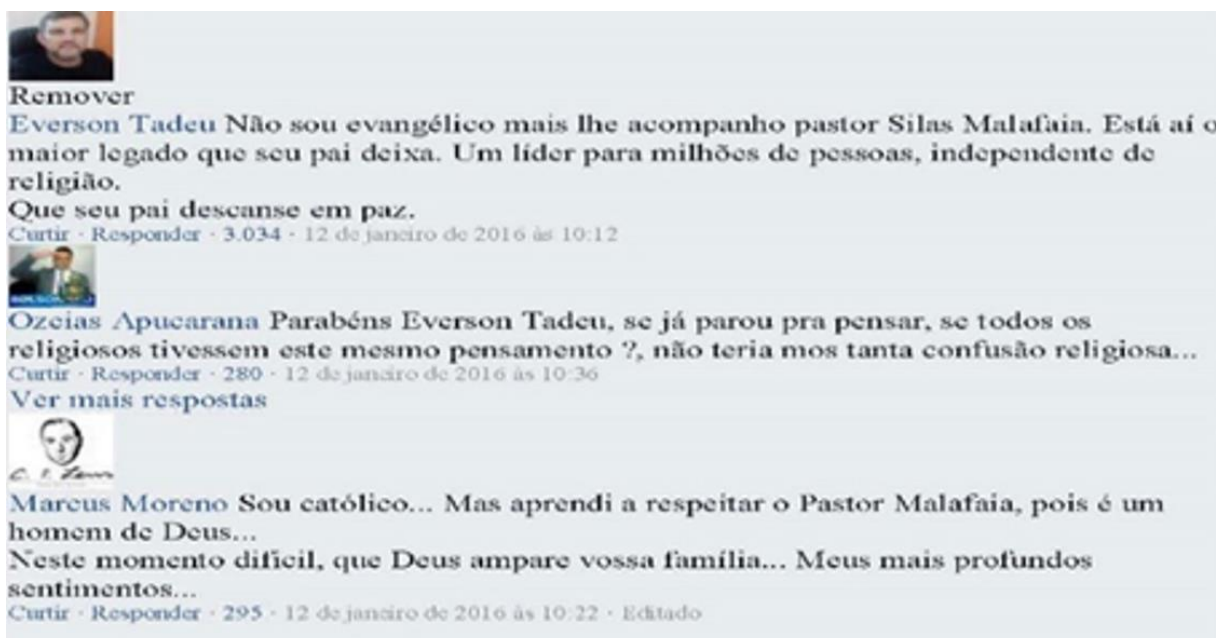 Remover
Everson Tadeu Não sou evangélico mais lhe acompanho pastor Silas Malafaia. Está aí o
maior legado que seu pai deixa. Um líder para milhões de pessoas, independente de
religião.
Que seu pai descanse em paz.
Curtir · Responder · 3.034 · 12 de janeiro de 2016 às 10:12
Ozeias Apucarana Parabéns Everson Tadeu, se já parou pra pensar, se todos os
religiosos tivessem este mesmo pensamento ?, não teria mos tanta confusão religiosa...
Curtir · Responder · 280 · 12 de janeiro de 2016 às 10:36
Ver mais respostas
C. S. Lewis
Marcus Moreno Sou católico... Mas aprendi a respeitar o Pastor Malafaia, pois é um
homem de Deus...
Neste momento dificil, que Deus ampare vossa família... Meus mais profundos
sentimentos...
Curtir · Responder · 295 · 12 de janeiro de 2016 às 10:22 · Editado